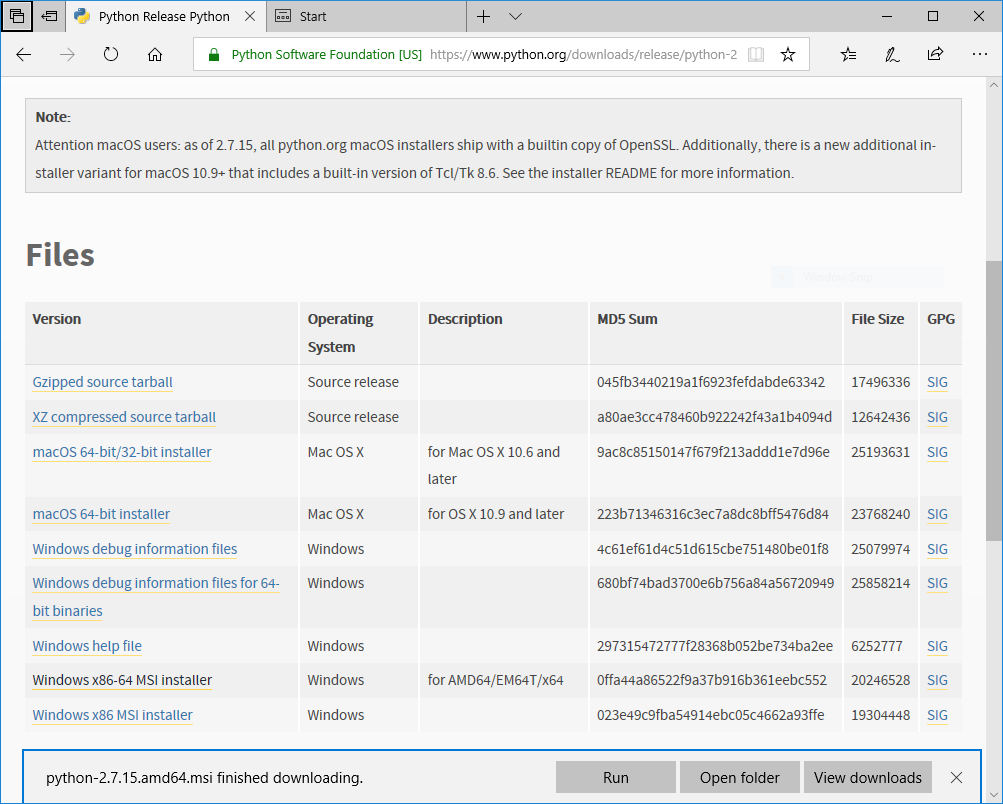 Python Release Python
Start
Python Software Foundation [US] https://www.python.org/downloads/release/python-2
Note:
Attention macOS users: as of 2.7.15, all python.org macOS installers ship with a builtin copy of OpenSSL. Additionally, there is a new additional in-
staller variant for macOS 10.9+ that includes a built-in version of Tcl/Tk 8.6. See the installer README for more information.
Files
Version Operating System Description MD5 Sum File Size GPG
Gzipped source tarball Source release 045fb3440219a1f6923fefdabde63342 17496336 SIG
XZ compressed source tarball Source release a80ae3cc478460b922242f43a1b4094d 12642436 SIG
macOS 64-bit/32-bit installer Mac OS X for Mac OS X 10.6 and later 9ac8c85150147f679f213addd1e7d96e 25193631 SIG
macOS 64-bit installer Mac OS X for OS X 10.9 and later 223b71346316c3ec7a8dc8bff5476d84 23768240 SIG
Windows debug information files Windows 4c61ef61d4c51d615cbe751480be01f8 25079974 SIG
Windows debug information files for 64-bit binaries Windows 680bf74bad3700e6b756a84a56720949 25858214 SIG
Windows help file Windows 297315472777f28368b052be734ba2ee 6252777 SIG
Windows x86-64 MSI installer Windows for AMD64/EM64T/x64 0ffa44a86522f9a37b916b361eebc552 20246528 SIG
Windows x86 MSI installer Windows 023e49c9fba54914ebc05c4662a93ffe 19304448 SIG
python-2.7.15.amd64.msi finished downloading. Run Open folder View downloads